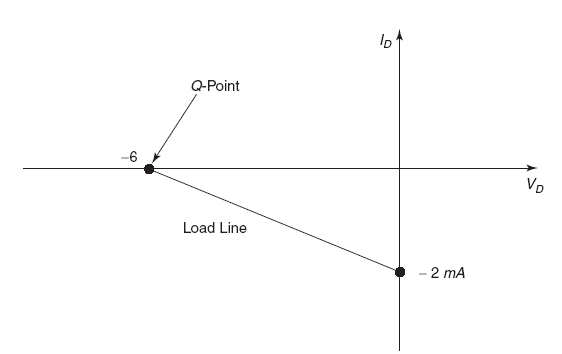 I_D
Q-Point
–6
V_D
Load Line
– 2 mA